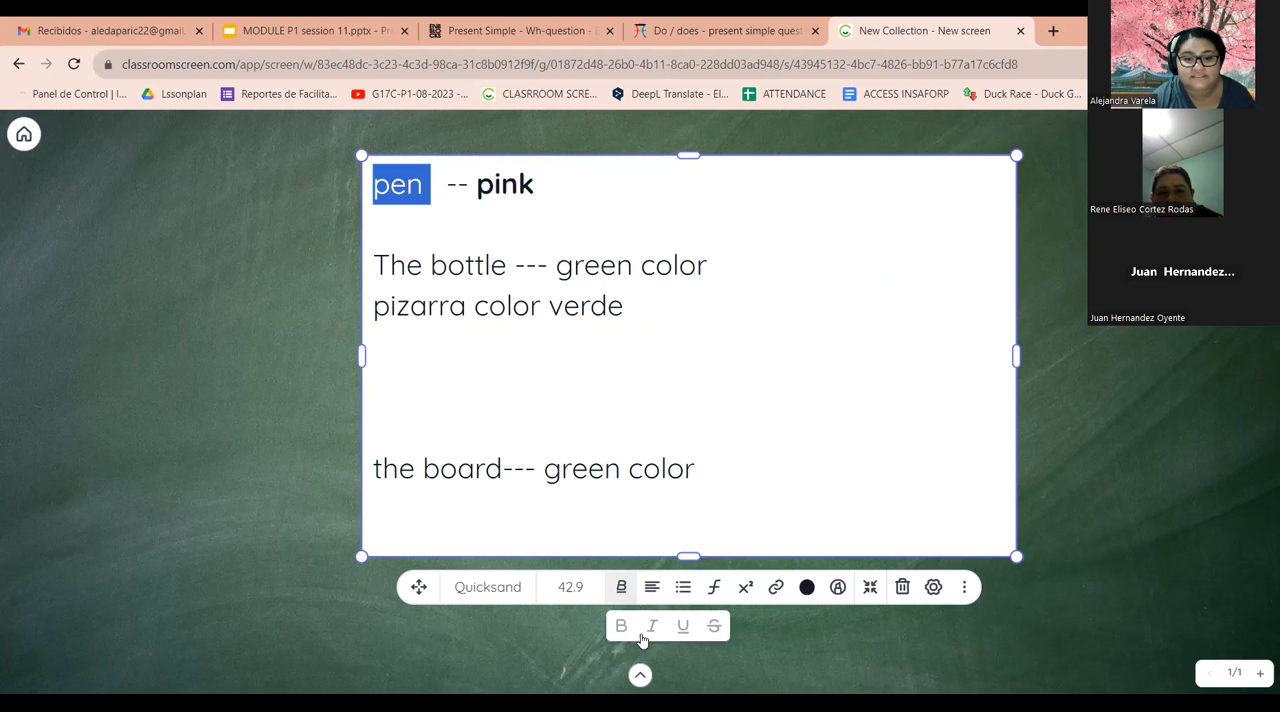 Recibidos - aledaparic22@gmail.
MODULE P1 session 11.pptx - Pr
Present Simple - Wh-question - E
Do / does - present simple quest
New Collection - New screen
classroomscreen.com/app/screen/w/83ec48dc-3c23-4c3d-98ca-31c8b0912f9f/g/01872d48-26b0-4b11-8ca0-228dd03ad948/s/43945132-4bc7-4826-bb91-b77a17c6cfd8
Panel de Control | I...
Lssonplan
Reportes de Facilita...
G17C-P1-08-2023 -...
CLASRROOM SCRE...
DeepL Translate - El...
ATTENDANCE
ACCESS INSAFORP
Duck Race - Duck G...
Alejandra Varela
Rene Eliseo Cortez Rodas
Juan Hernandez...
Juan Hernandez Oyente
pen -- pink
The bottle --- green color
pizarra color verde
the board--- green color
Quicksand
42.9
B
B I U S
1/1